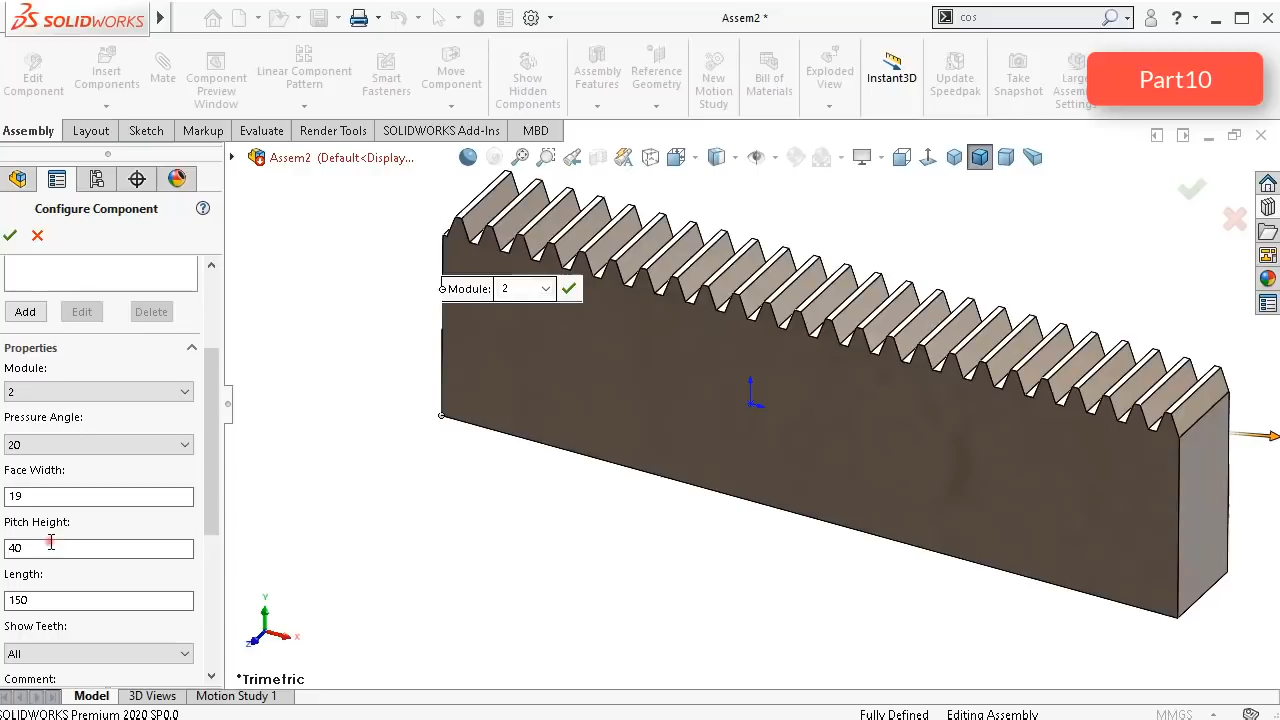 SOLIDWORKS
Assem2 *
cos
Part10
Edit Component
Insert Components
Mate
Component Preview Window
Linear Component Pattern
Smart Fasteners
Move Component
Show Hidden Components
Assembly Features
Reference Geometry
New Motion Study
Bill of Materials
Exploded View
Instant3D
Update Speedpak
Take Snapshot
Assembly
Layout
Sketch
Markup
Evaluate
Render Tools
SOLIDWORKS Add-Ins
MBD
Assem2 (Default<Display...
Configure Component
Add
Edit
Delete
Properties
Module:
2
Pressure Angle:
20
Face Width:
19
Pitch Height:
40
Length:
150
Show Teeth:
All
Comment:
Module: 2
Y
X
Z
*Trimetric
Model
3D Views
Motion Study 1
SOLIDWORKS Premium 2020 SP0.0
Fully Defined
Editing Assembly
MMGS